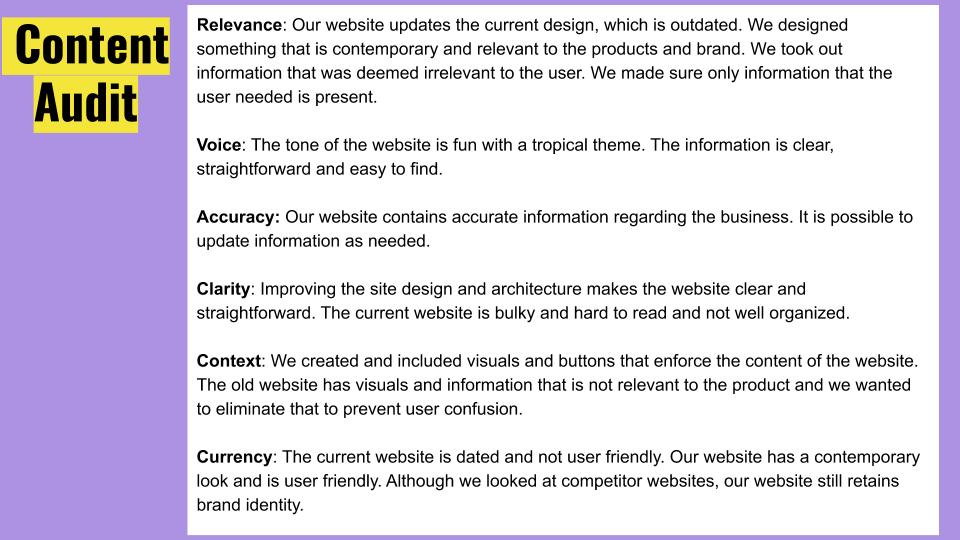 Content
Audit
Relevance: Our website updates the current design, which is outdated. We designed
something that is contemporary and relevant to the products and brand. We took out
information that was deemed irrelevant to the user. We made sure only information that the
user needed is present.
Voice: The tone of the website is fun with a tropical theme. The information is clear,
straightforward and easy to find.
Accuracy: Our website contains accurate information regarding the business. It is possible to
update information as needed.
Clarity: Improving the site design and architecture makes the website clear and
straightforward. The current website is bulky and hard to read and not well organized.
Context: We created and included visuals and buttons that enforce the content of the website.
The old website has visuals and information that is not relevant to the product and we wanted
to eliminate that to prevent user confusion.
Currency: The current website is dated and not user friendly. Our website has a contemporary
look and is user friendly. Although we looked at competitor websites, our website still retains
brand identity.